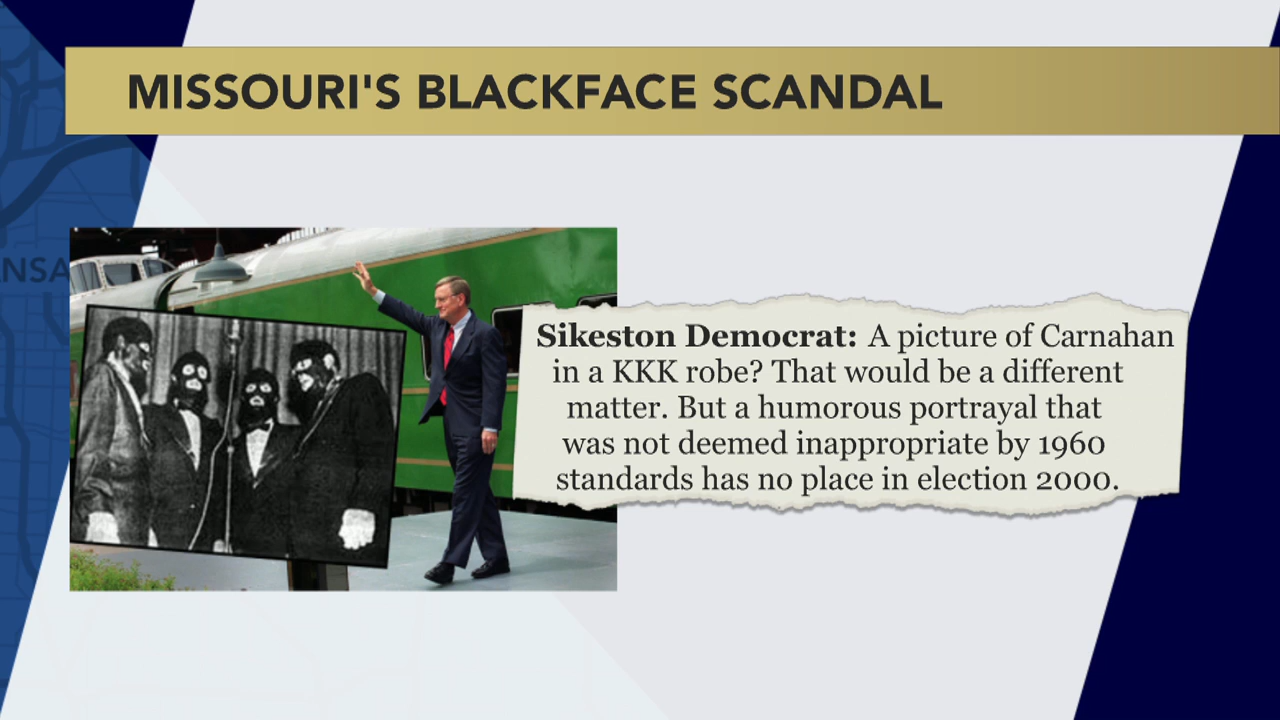 MISSOURI'S BLACKFACE SCANDAL
NSA
Sikeston Democrat: A picture of Carnahan
in a KKK robe? That would be a different
matter. But a humorous portrayal that
was not deemed inappropriate by 1960
standards has no place in election 2000.